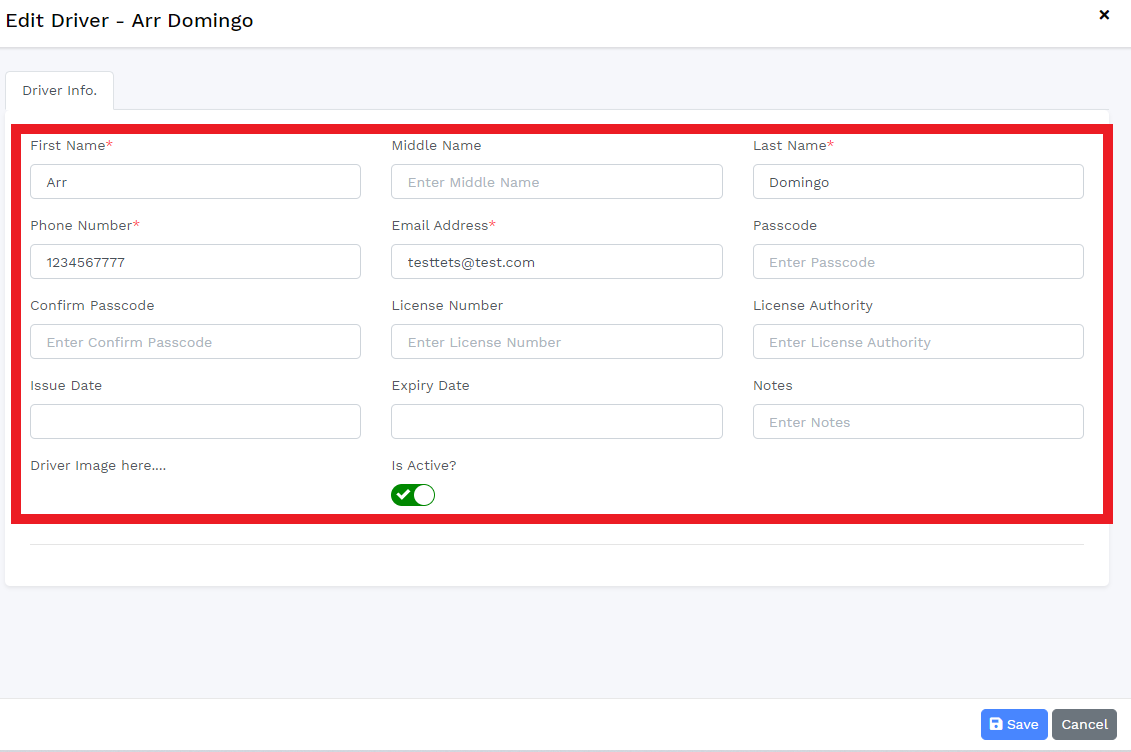 Edit Driver - Arr Domingo
Driver Info.
First Name* Middle Name Last Name*
Arr Enter Middle Name Domingo
Phone Number* Email Address* Passcode
1234567777 testtets@test.com Enter Passcode
Confirm Passcode License Number License Authority
Enter Confirm Passcode Enter License Number Enter License Authority
Issue Date Expiry Date Notes
Enter Notes
Driver Image here.... Is Active?
Save Cancel